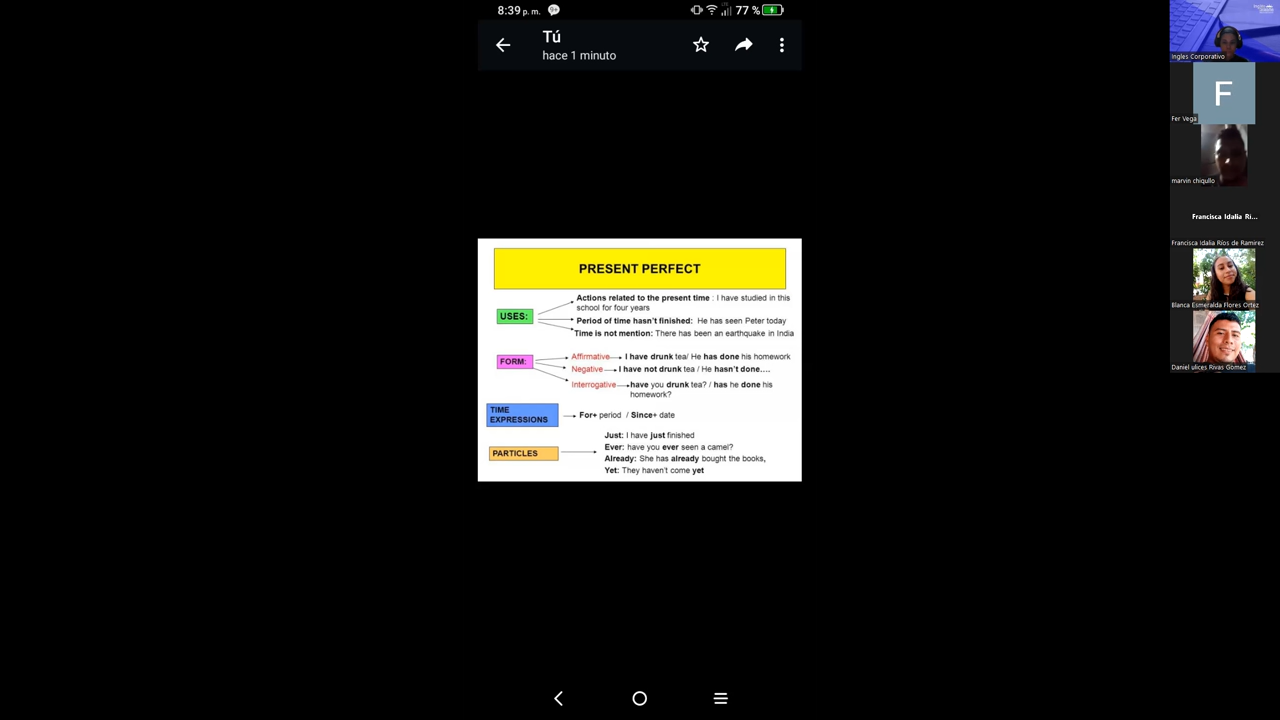 8:39 p. m.
77 %
Tú
hace 1 minuto
PRESENT PERFECT
USES:
Actions related to the present time : I have studied in this
school for four years
Period of time hasn't finished: He has seen Peter today
Time is not mention: There has been an earthquake in India
FORM:
Affirmative I have drunk tea/ He has done his homework
Negative I have not drunk tea / He hasn't done....
Interrogative have you drunk tea? / has he done his
homework?
TIME
EXPRESSIONS
For+ period / Since+ date
PARTICLES
Just: I have just finished
Ever: have you ever seen a camel?
Already: She has already bought the books,
Yet: They haven't come yet
Ingles Corporativo
F
Fer Vega
marvin chiqullo
Francisca Idalia Ri...
Francisca Idalia Ríos de Ramirez
Blanca Esmeralda Flores Ortez
Daniel ulices Rivas Gomez